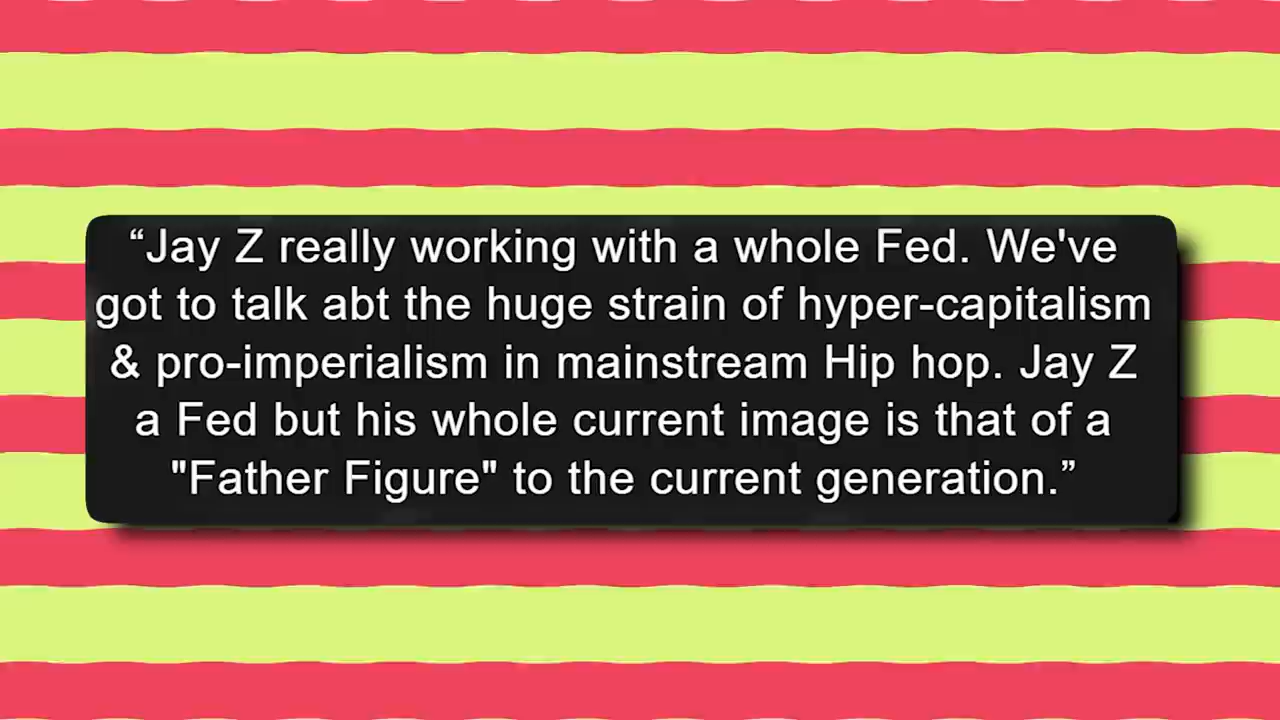 “Jay Z really working with a whole Fed. We've
got to talk abt the huge strain of hyper-capitalism
& pro-imperialism in mainstream Hip hop. Jay Z
a Fed but his whole current image is that of a
"Father Figure" to the current generation.”